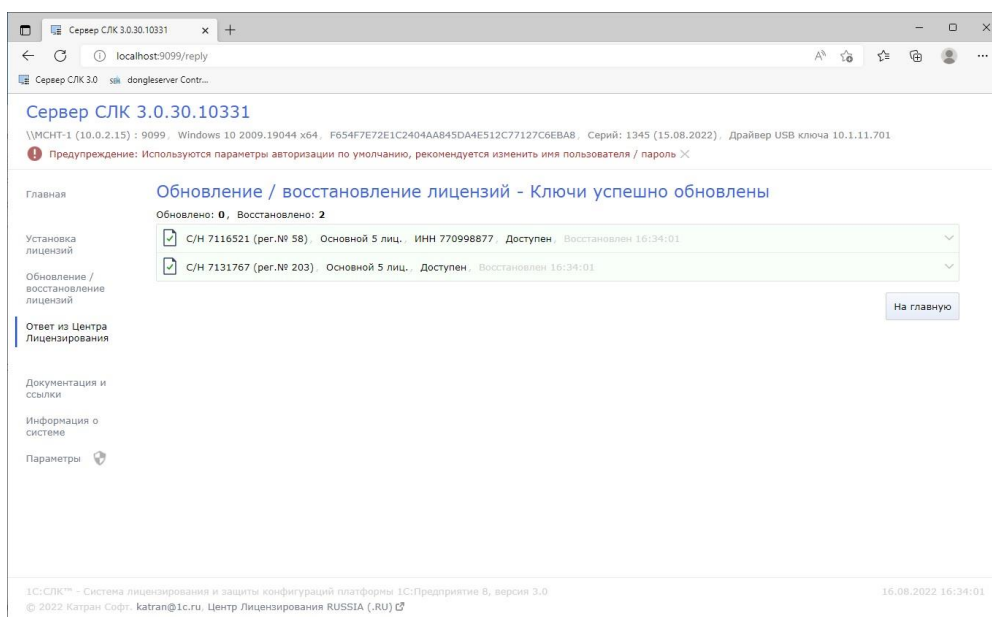 Сервер СЛК 3.0.30.10331
localhost:9099/reply
Сервер СЛК 3.0
dongleserver Contr...
Сервер СЛК 3.0.30.10331
\\МСНТ-1 (10.0.2.15) : 9099, Windows 10 2009.19044 x64, F654F7E72E1C2404AA845DA4E512C77127C6EBA8, Серий: 1345 (15.08.2022), Драйвер USB ключа 10.1.11.701
Предупреждение: Используются параметры авторизации по умолчанию, рекомендуется изменить имя пользователя / пароль
Главная
Установка
лицензий
Обновление /
восстановление
лицензий
Ответ из Центра
Лицензирования
Документация и
ссылки
Информация о
системе
Параметры
Обновление / восстановление лицензий - Ключи успешно обновлены
Обновлено: 0, Восстановлено: 2
С/Н 7116521 (рег.№ 58), Основной 5 лиц., ИНН 770998877, Доступен, Восстановлен 16:34:01
С/Н 7131767 (рег.№ 203), Основной 5 лиц., Доступен, Восстановлен 16:34:01
На главную
1С:СЛК™ - Система лицензирования и защиты конфигураций платформы 1С:Предприятие 8, версия 3.0
16.08.2022 16:34:01
© 2022 Катран Софт. katran@1c.ru, Центр Лицензирования RUSSIA (.RU)